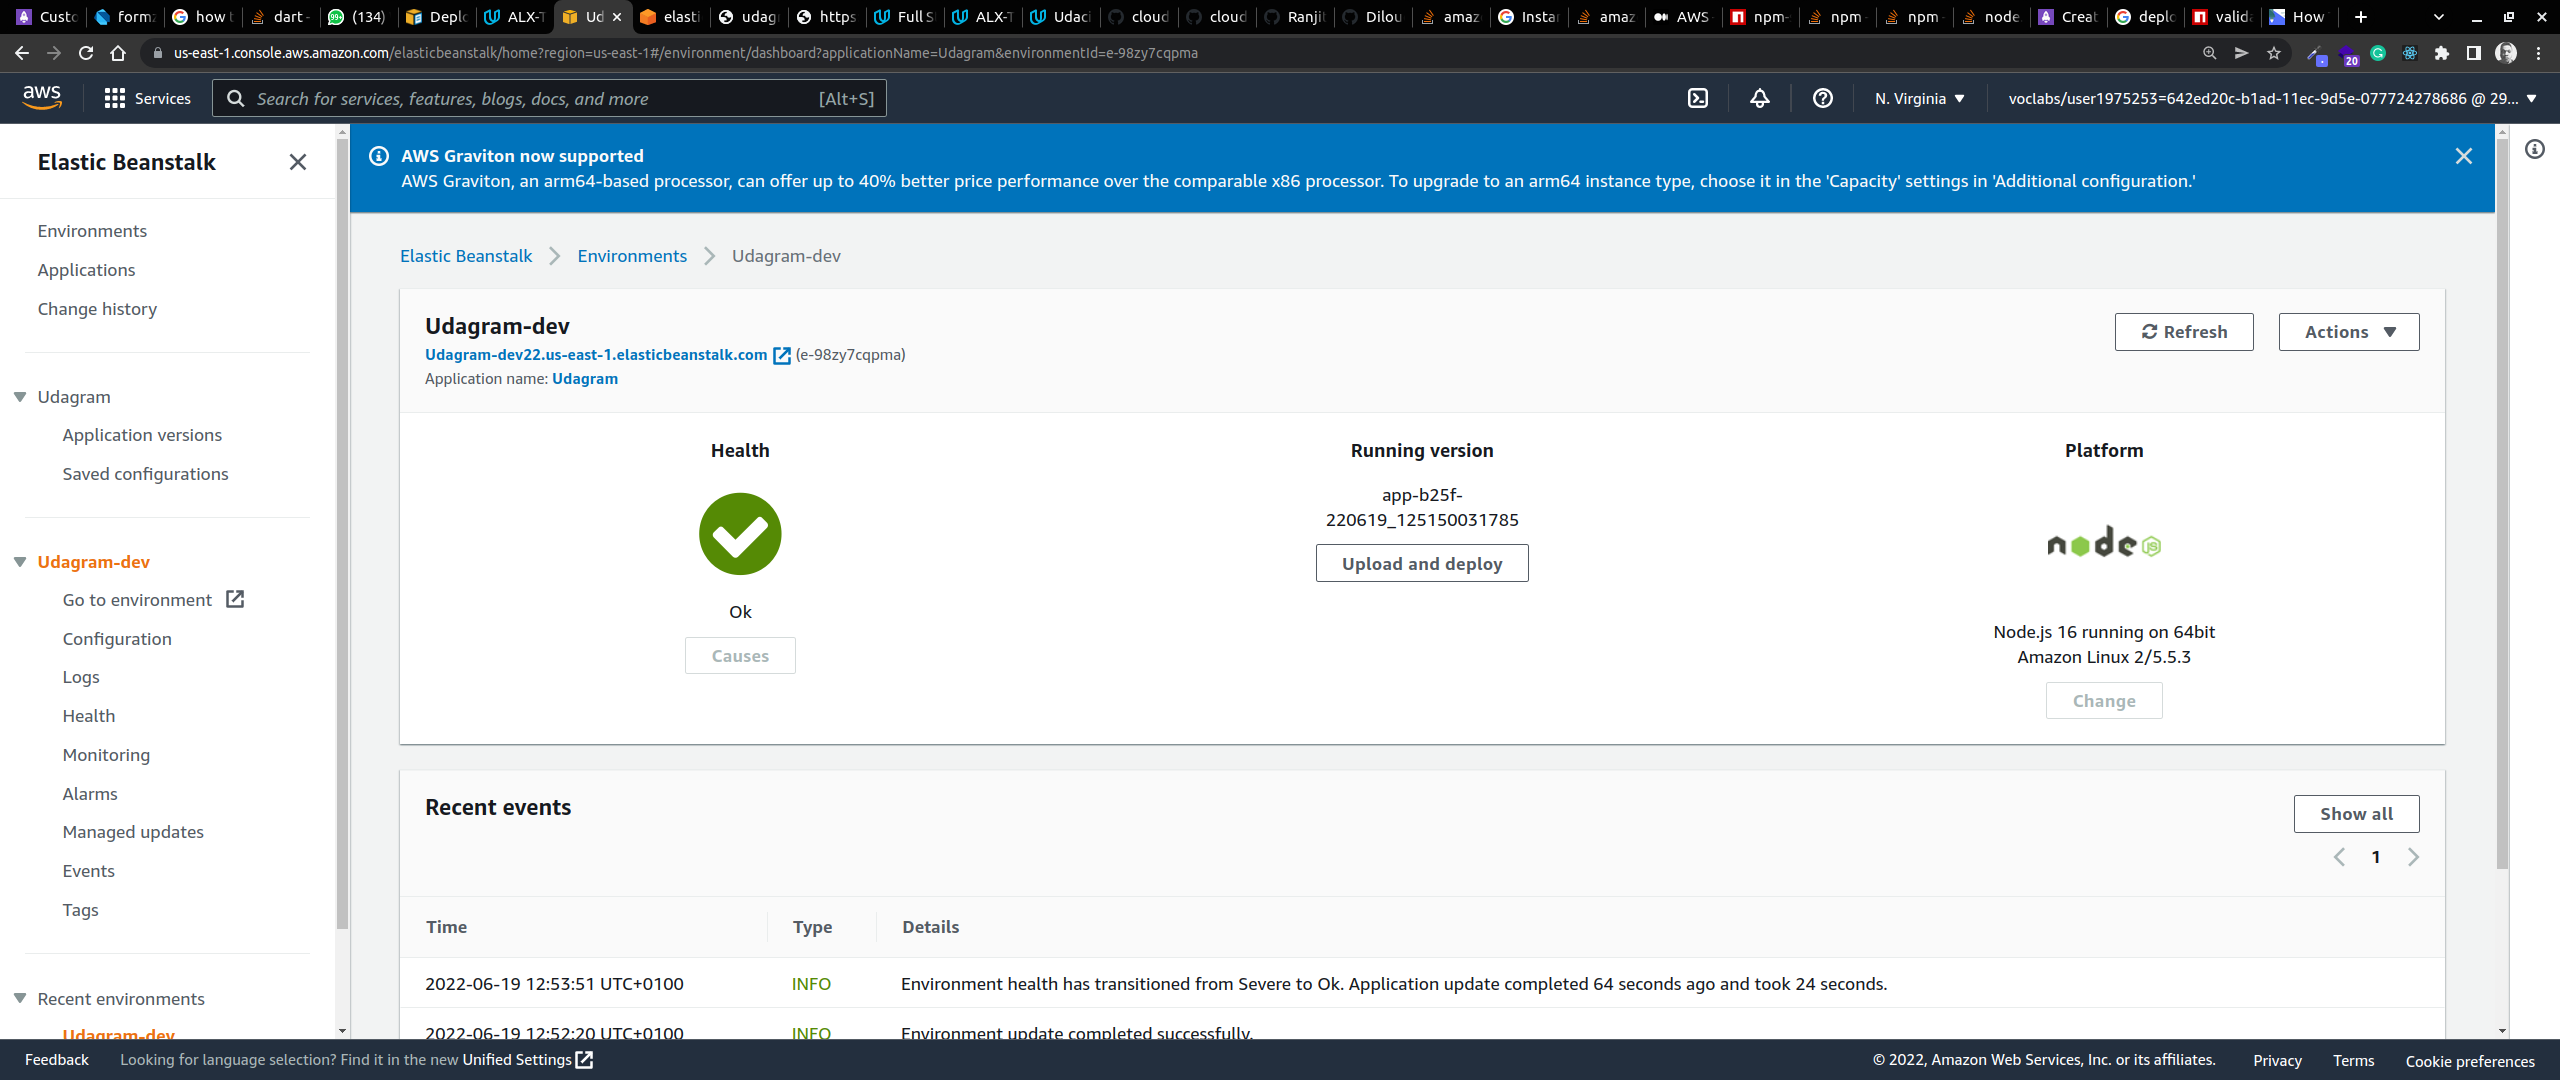 Custo
form
how t
dart -
(134)
Deplo
ALX-T
Ud
elasti
udagr
https
Full S
ALX-T
Udaci
cloud
cloud
Ranjit
Dilou
amaz
Insta
amaz
AWS
npm-
npm
npm
node.
Creat
deplo
valida
How
us-east-1.console.aws.amazon.com/elasticbeanstalk/home?region=us-east-1#/environment/dashboard?applicationName=Udagram&environmentId=e-98zy7cqpma
20
aws
Services
Search for services, features, blogs, docs, and more
[Alt+S]
N. Virginia
voclabs/user1975253=642ed20c-b1ad-11ec-9d5e-077724278686 @ 29...
Elastic Beanstalk
Environments
Applications
Change history
Udagram
Application versions
Saved configurations
Udagram-dev
Go to environment
Configuration
Logs
Health
Monitoring
Alarms
Managed updates
Events
Tags
Recent environments
Udagram-dev
AWS Graviton now supported
AWS Graviton, an arm64-based processor, can offer up to 40% better price performance over the comparable x86 processor. To upgrade to an arm64 instance type, choose it in the 'Capacity' settings in 'Additional configuration.'
Elastic Beanstalk
Environments
Udagram-dev
Udagram-dev
Udagram-dev22.us-east-1.elasticbeanstalk.com (e-98zy7cqpma)
Application name: Udagram
Refresh
Actions
Health
Ok
Causes
Running version
app-b25f-
220619_125150031785
Upload and deploy
Platform
node JS
Node.js 16 running on 64bit
Amazon Linux 2/5.5.3
Change
Recent events
Show all
1
Time Type Details
2022-06-19 12:53:51 UTC+0100 INFO Environment health has transitioned from Severe to Ok. Application update completed 64 seconds ago and took 24 seconds.
2022-06-19 12:52:20 UTC+0100 INFO Environment update completed successfully.
Feedback
Looking for language selection? Find it in the new Unified Settings
© 2022, Amazon Web Services, Inc. or its affiliates.
Privacy
Terms
Cookie preferences